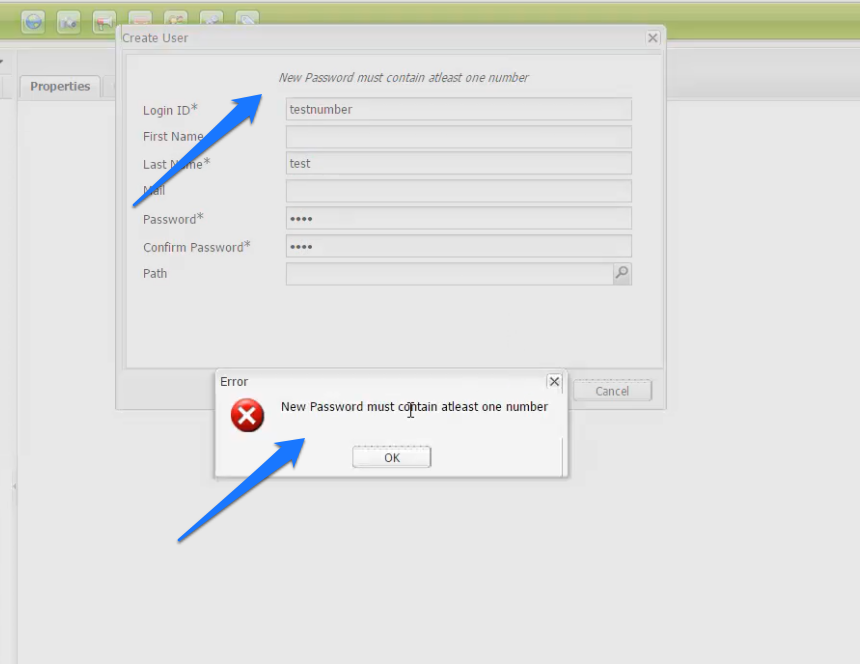 Create User
Properties
New Password must contain atleast one number
Login ID*
testnumber
First Name
Last Name*
test
Mail
Password*
••••
Confirm Password*
••••
Path
Error
New Password must contain atleast one number
Cancel
OK